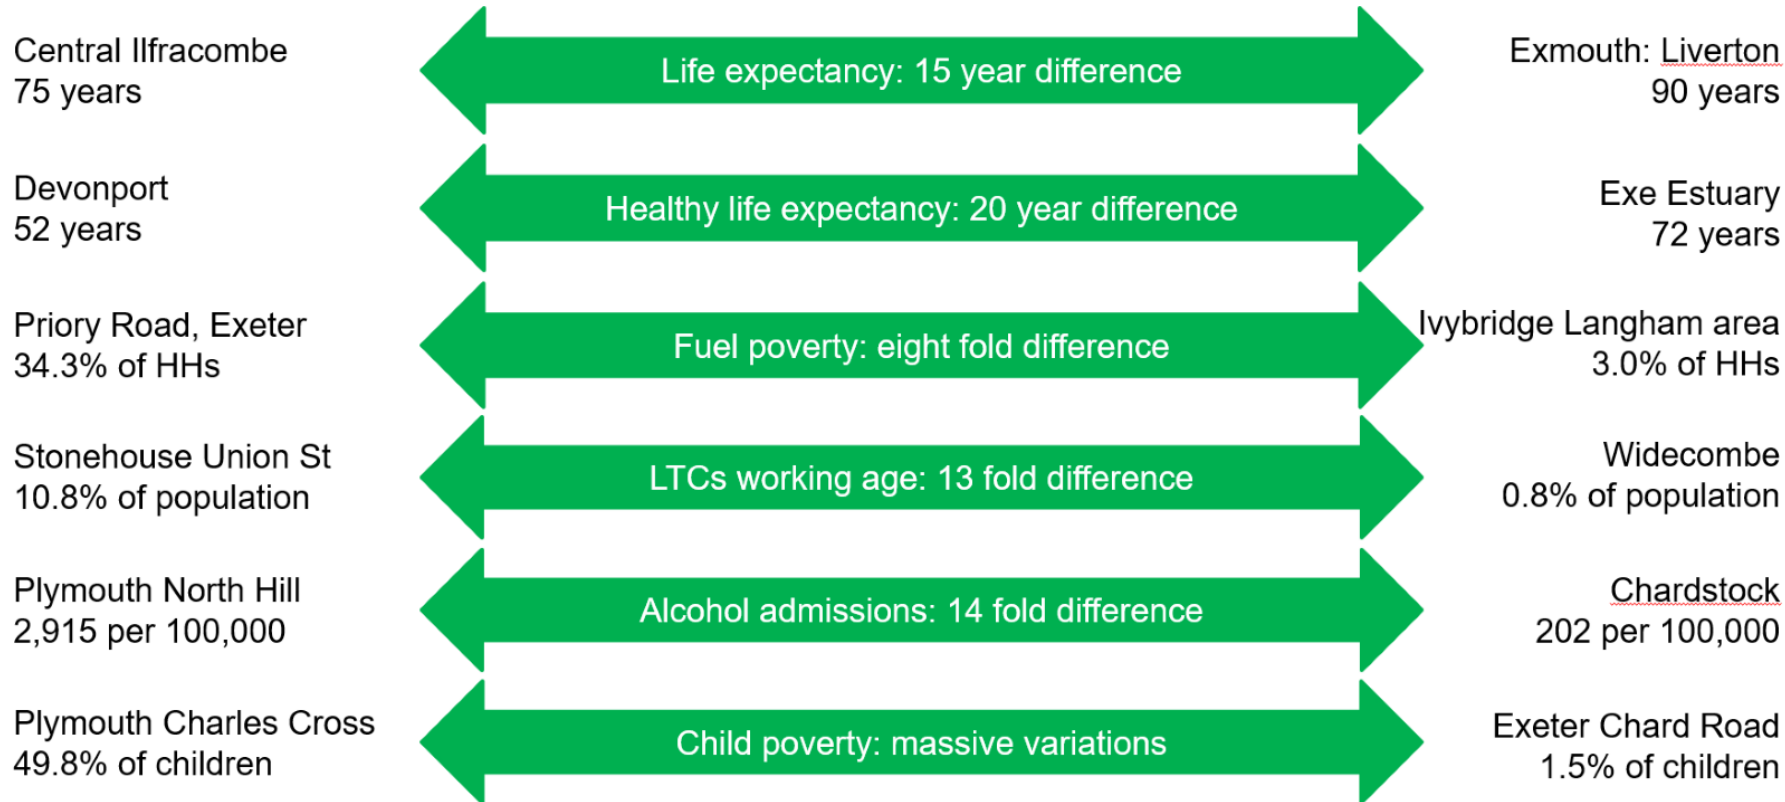 Central Ilfracombe
75 years
Life expectancy: 15 year difference
Exmouth: Liverton
90 years
Devonport
52 years
Healthy life expectancy: 20 year difference
Exe Estuary
72 years
Priory Road, Exeter
34.3% of HHs
Fuel poverty: eight fold difference
Ivybridge Langham area
3.0% of HHs
Stonehouse Union St
10.8% of population
LTCs working age: 13 fold difference
Widecombe
0.8% of population
Plymouth North Hill
2,915 per 100,000
Alcohol admissions: 14 fold difference
Chardstock
202 per 100,000
Plymouth Charles Cross
49.8% of children
Child poverty: massive variations
Exeter Chard Road
1.5% of children